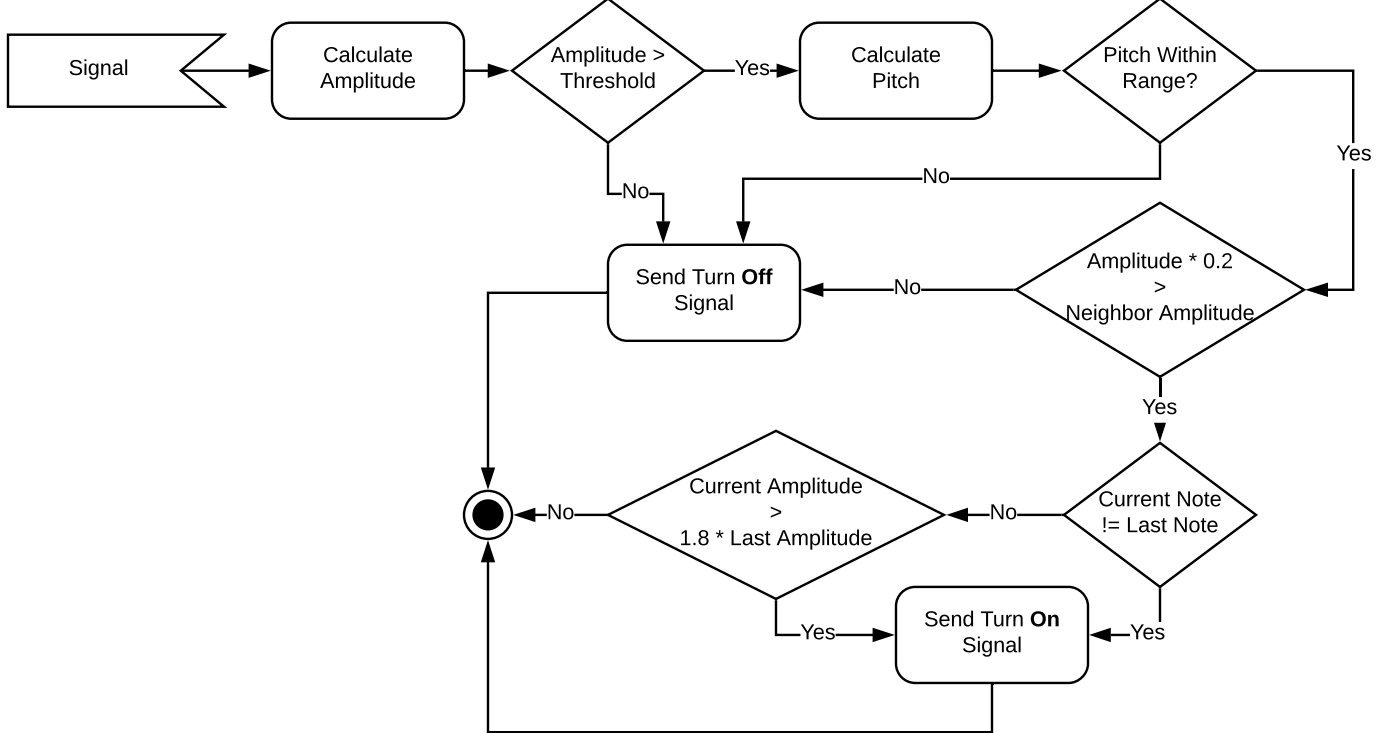 Signal
Calculate
Amplitude
Amplitude >
Threshold
Yes
Calculate
Pitch
Pitch Within
Range?
Yes
No
No
Send Turn Off
Signal
No
Amplitude * 0.2
>
Neighbor Amplitude
Yes
Current Note
!= Last Note
No
Current Amplitude
>
1.8 * Last Amplitude
No
Yes
Send Turn On
Signal
Yes